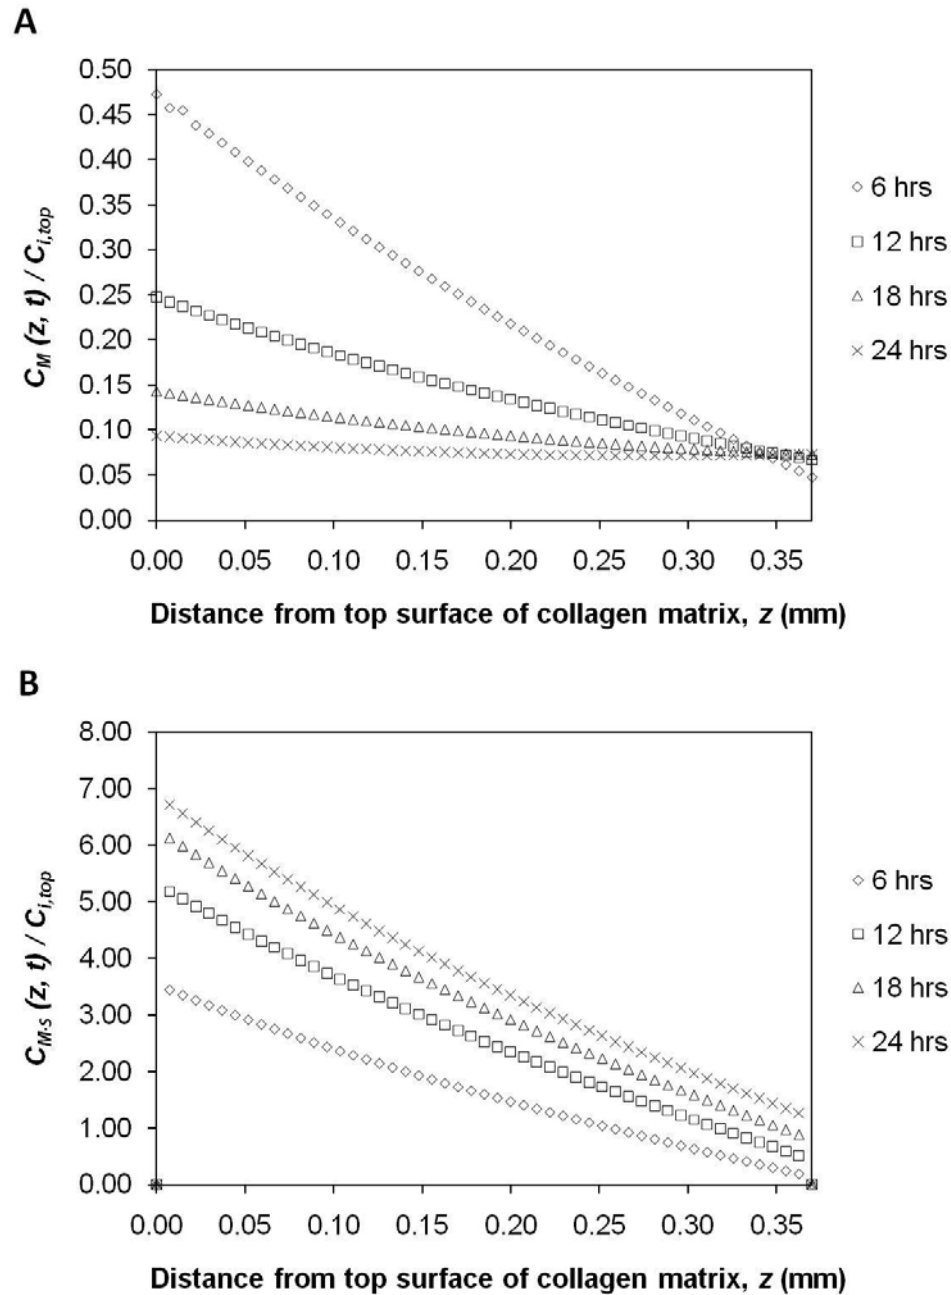 A
0.50
0.45
0.40
0.35
0.30
0.25
0.20
0.15
0.10
0.05
0.00
C_M (z, t) / C_{i,top}
0.00 0.05 0.10 0.15 0.20 0.25 0.30 0.35
Distance from top surface of collagen matrix, z (mm)
6 hrs
12 hrs
18 hrs
24 hrs
B
8.00
7.00
6.00
5.00
4.00
3.00
2.00
1.00
0.00
C_{M-S} (z, t) / C_{i,top}
0.00 0.05 0.10 0.15 0.20 0.25 0.30 0.35
Distance from top surface of collagen matrix, z (mm)
6 hrs
12 hrs
18 hrs
24 hrs